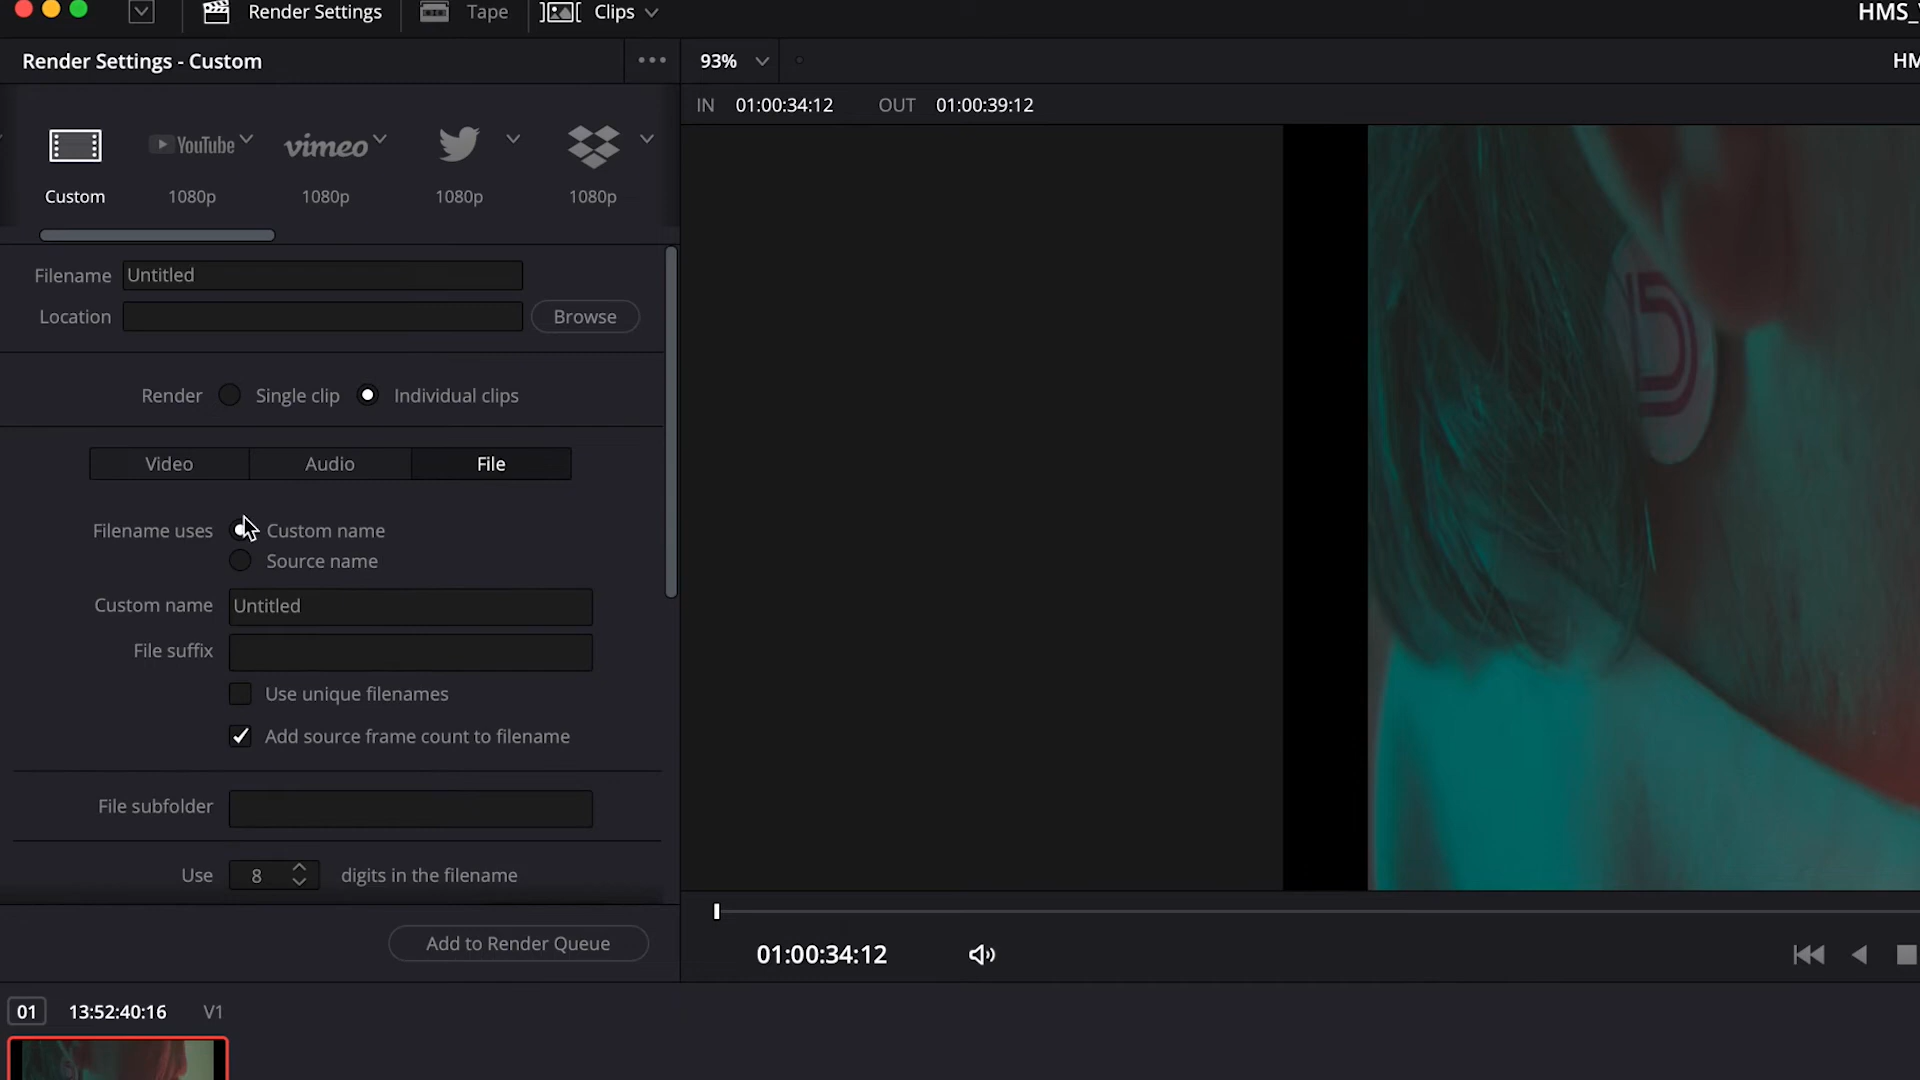 Render Settings Tape Clips HMS_
Render Settings - Custom 93% HM
IN 01:00:34:12 OUT 01:00:39:12
YouTube vimeo
Custom 1080p 1080p 1080p 1080p
Filename Untitled
Location Browse
Render Single clip Individual clips
Video Audio File
Filename uses Custom name
Source name
Custom name Untitled
File suffix
Use unique filenames
Add source frame count to filename
File subfolder
Use 8 digits in the filename
Add to Render Queue 01:00:34:12
01 13:52:40:16 V1